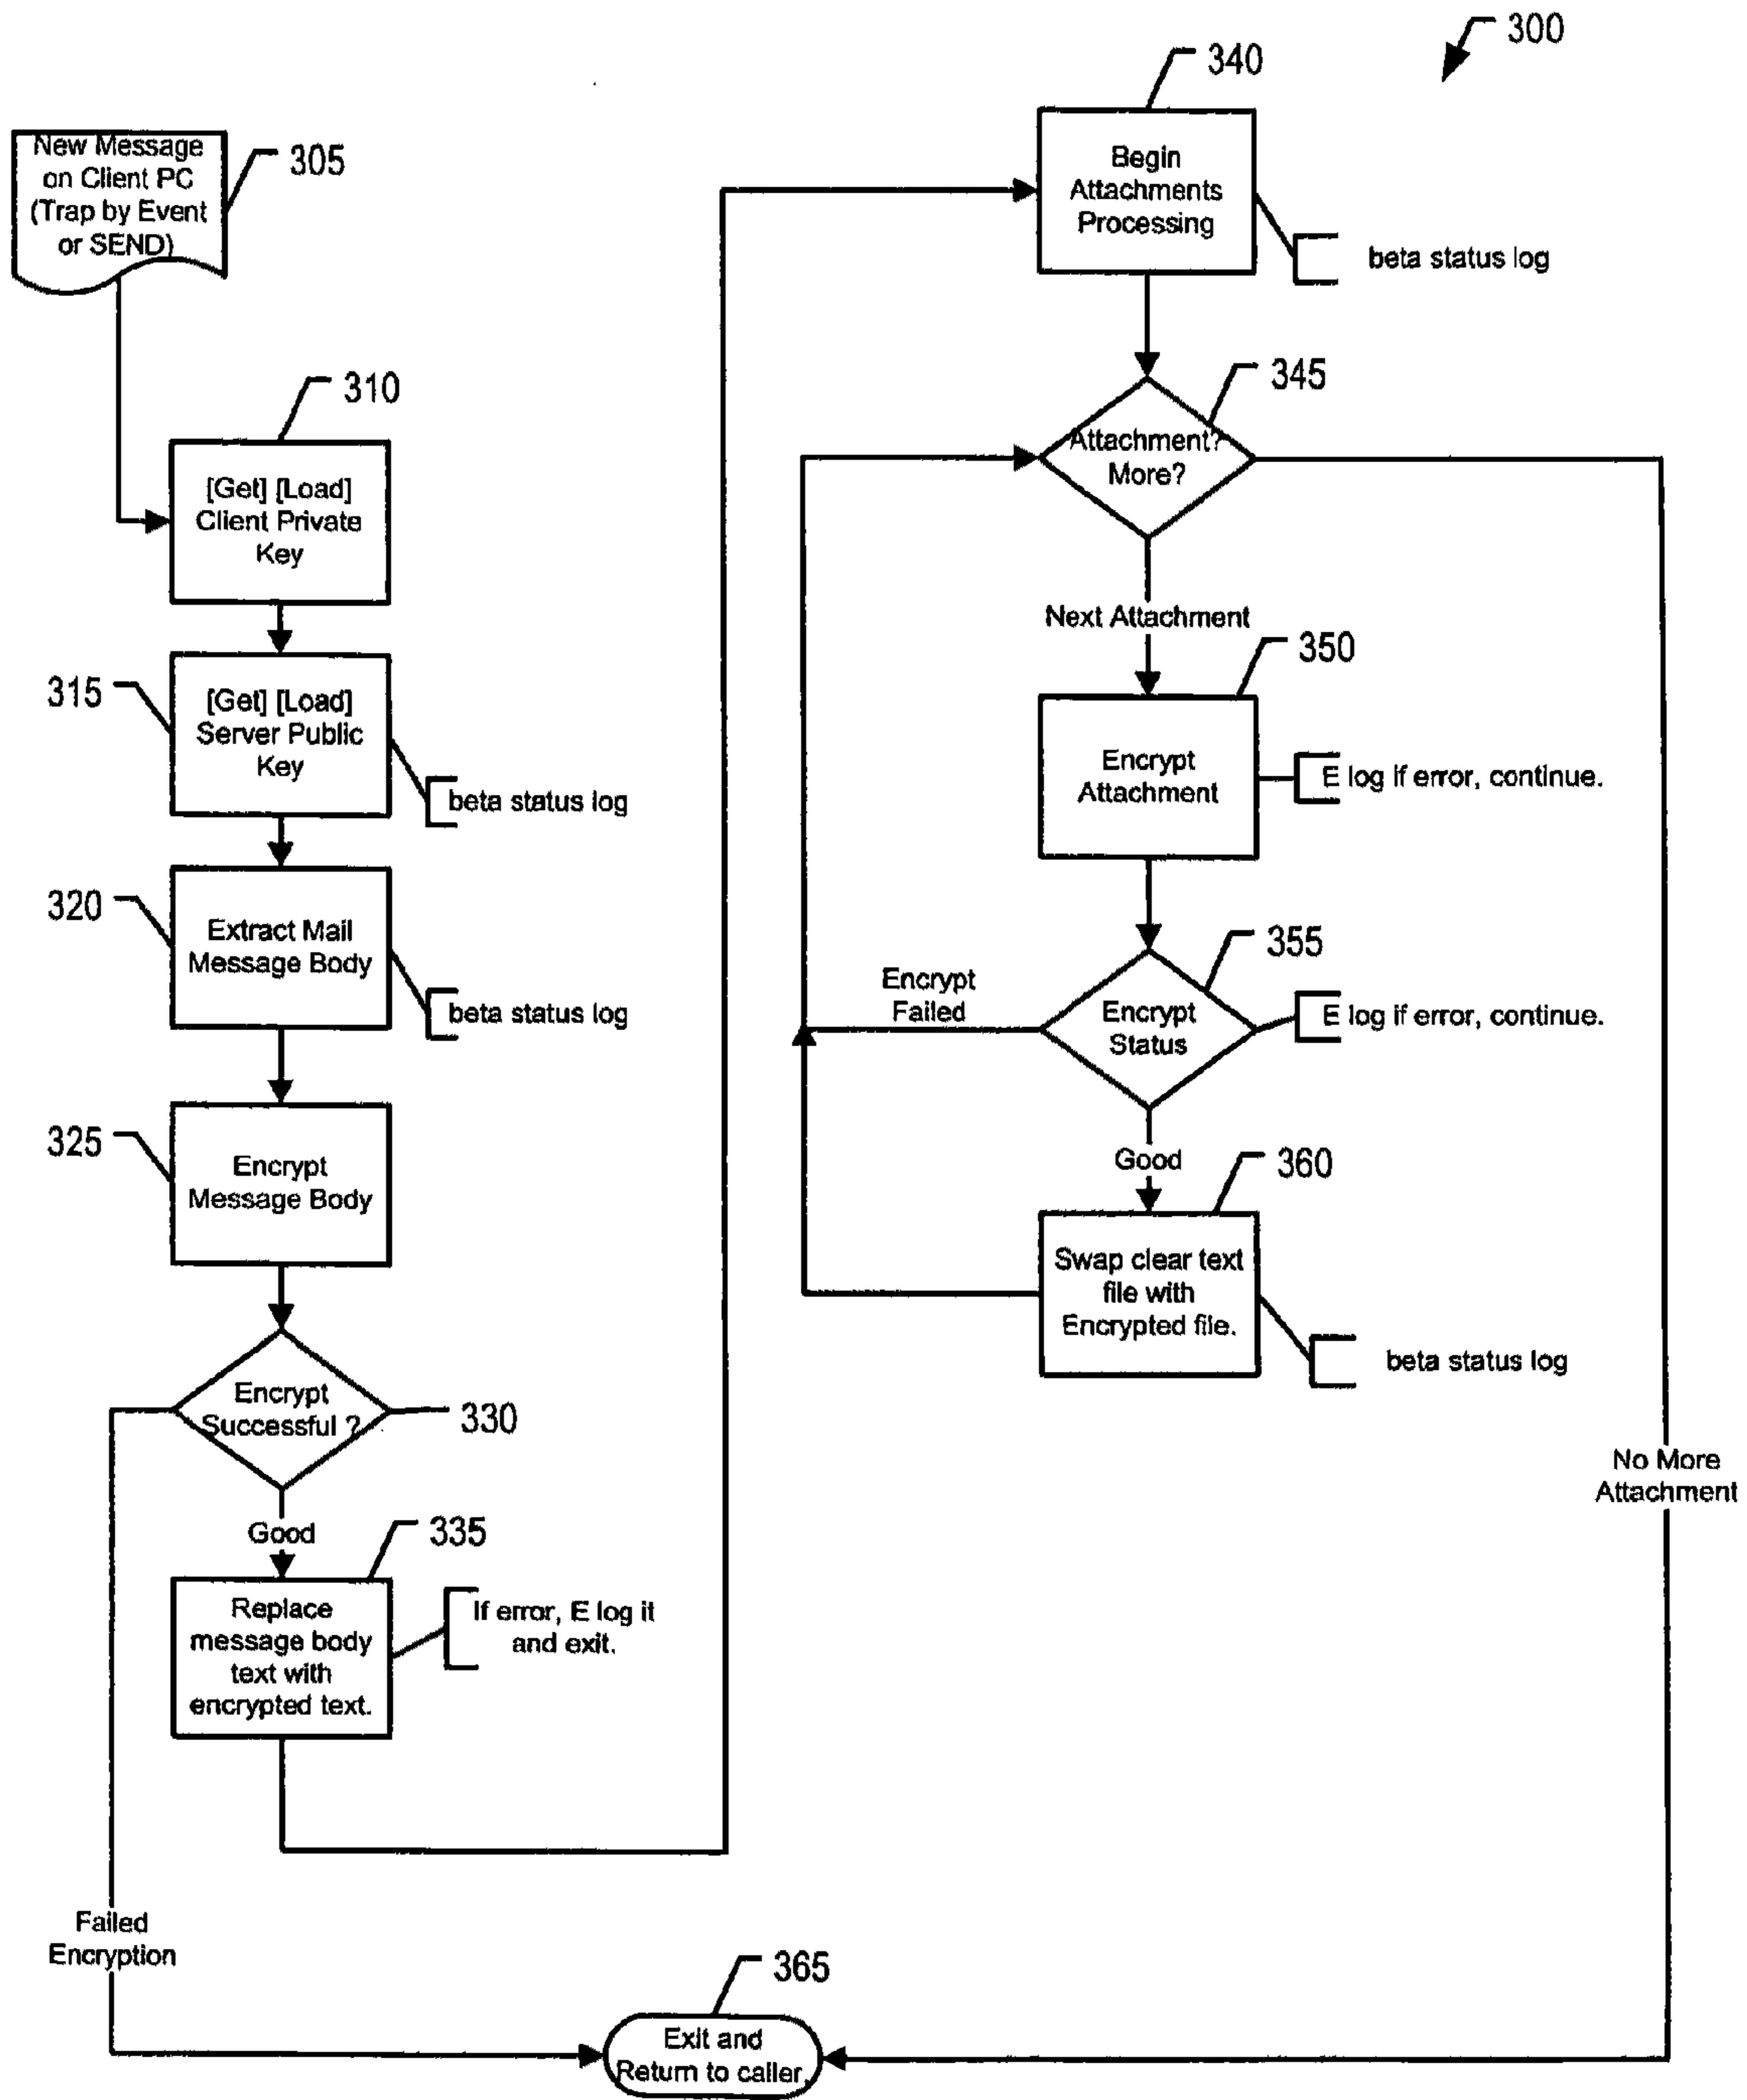 300
New Message
on Client PC
(Trap by Event
or SEND)
305
310
[Get] [Load]
Client Private
Key
315
[Get] [Load]
Server Public
Key
beta status log
320
Extract Mail
Message Body
beta status log
325
Encrypt
Message Body
Encrypt
Successful ?
330
Good
335
Replace
message body
text with
encrypted text.
If error, E log it
and exit.
Failed
Encryption
340
Begin
Attachments
Processing
beta status log
345
Attachment?
More?
Next Attachment
350
Encrypt
Attachment
E log if error, continue.
355
Encrypt
Failed
Encrypt
Status
E log if error, continue.
Good
360
Swap clear text
file with
Encrypted file.
beta status log
No More
Attachment
365
Exit and
Return to caller.